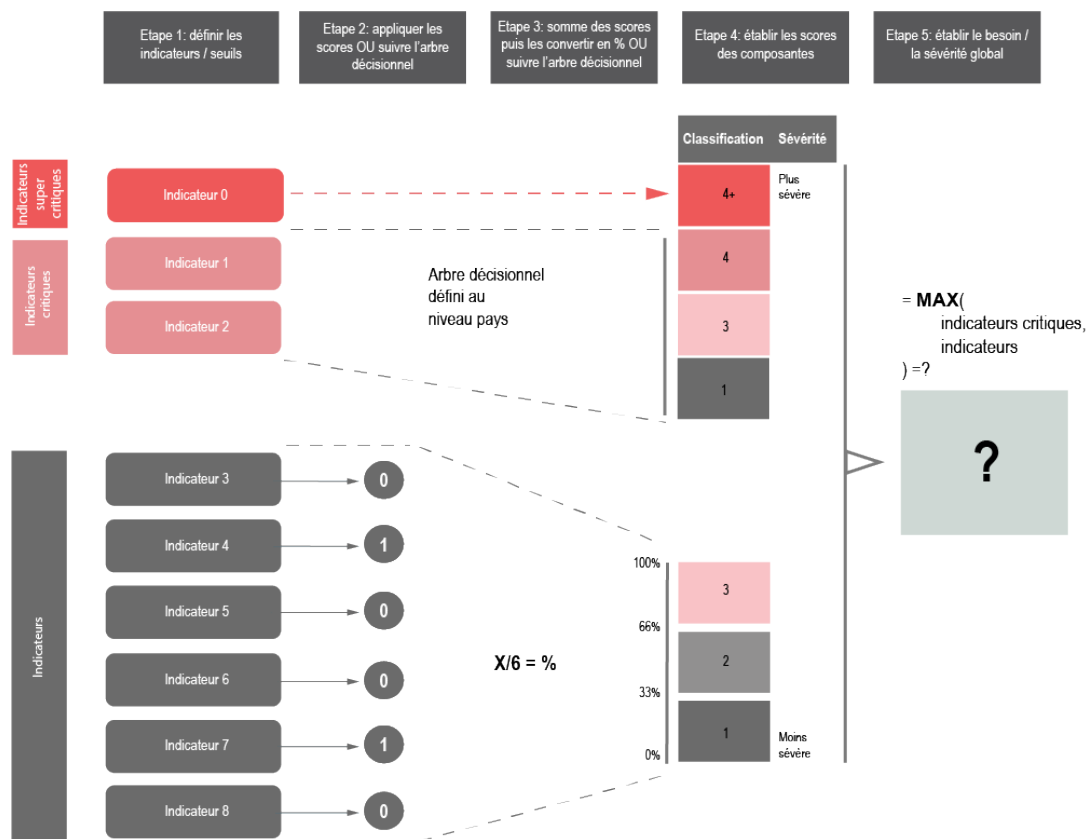 Etape 1: définir les
indicateurs / seuils
Etape 2: appliquer les
scores OU suivre l'arbre
décisionnel
Etape 3: somme des scores
puis les convertir en % OU
suivre l'arbre décisionnel
Etape 4: établir les scores
des composantes
Etape 5: établir le besoin /
la sévérité global
Classification
Sévérité
Indicateurs
super
critiques
Indicateur 0
4+
Plus
sévère
Indicateurs
critiques
Indicateur 1
Indicateur 2
Arbre décisionnel
défini au
niveau pays
4
3
1
= MAX(
indicateurs critiques,
indicateurs
) =?
?
Indicateurs
Indicateur 3
0
Indicateur 4
1
Indicateur 5
0
Indicateur 6
0
Indicateur 7
1
Indicateur 8
0
X/6 = %
100%
66%
33%
0%
3
2
1
Moins
sévère